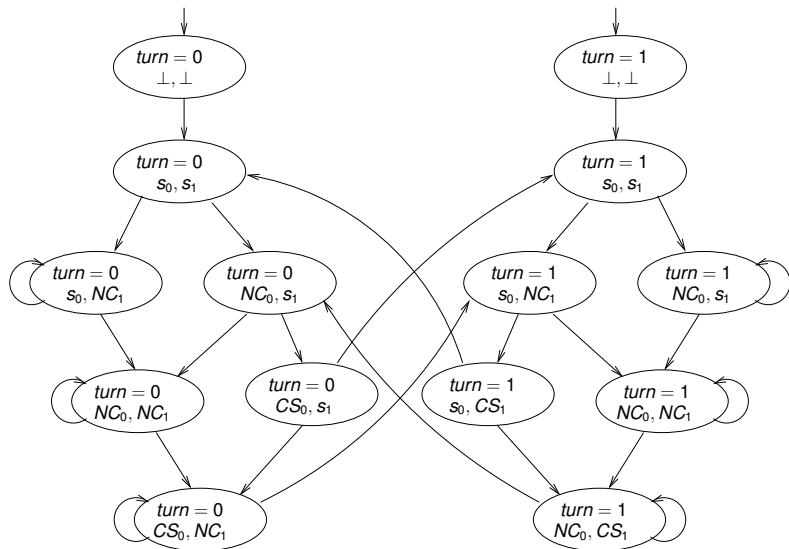 turn = 0
⊥, ⊥
turn = 1
⊥, ⊥
turn = 0
s₀, s₁
turn = 1
s₀, s₁
turn = 0
s₀, NC₁
turn = 0
NC₀, s₁
turn = 1
s₀, NC₁
turn = 1
NC₀, s₁
turn = 0
NC₀, NC₁
turn = 0
CS₀, s₁
turn = 1
s₀, CS₁
turn = 1
NC₀, NC₁
turn = 0
CS₀, NC₁
turn = 1
NC₀, CS₁